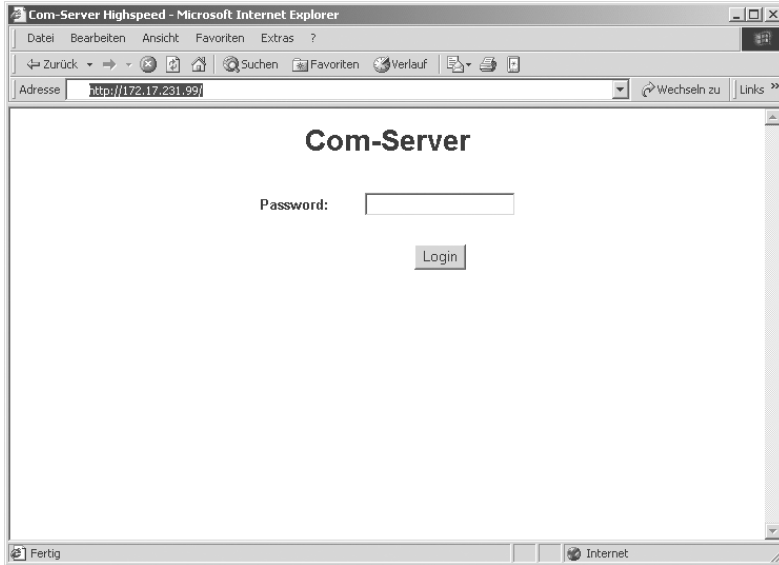 Com-Server Highspeed - Microsoft Internet Explorer
Datei Bearbeiten Ansicht Favoriten Extras ?
Zurück Suchen Favoriten Verlauf
Adresse http://172.17.231.99/ Wechseln zu Links »
Com-Server
Password:
Login
Fertig Internet